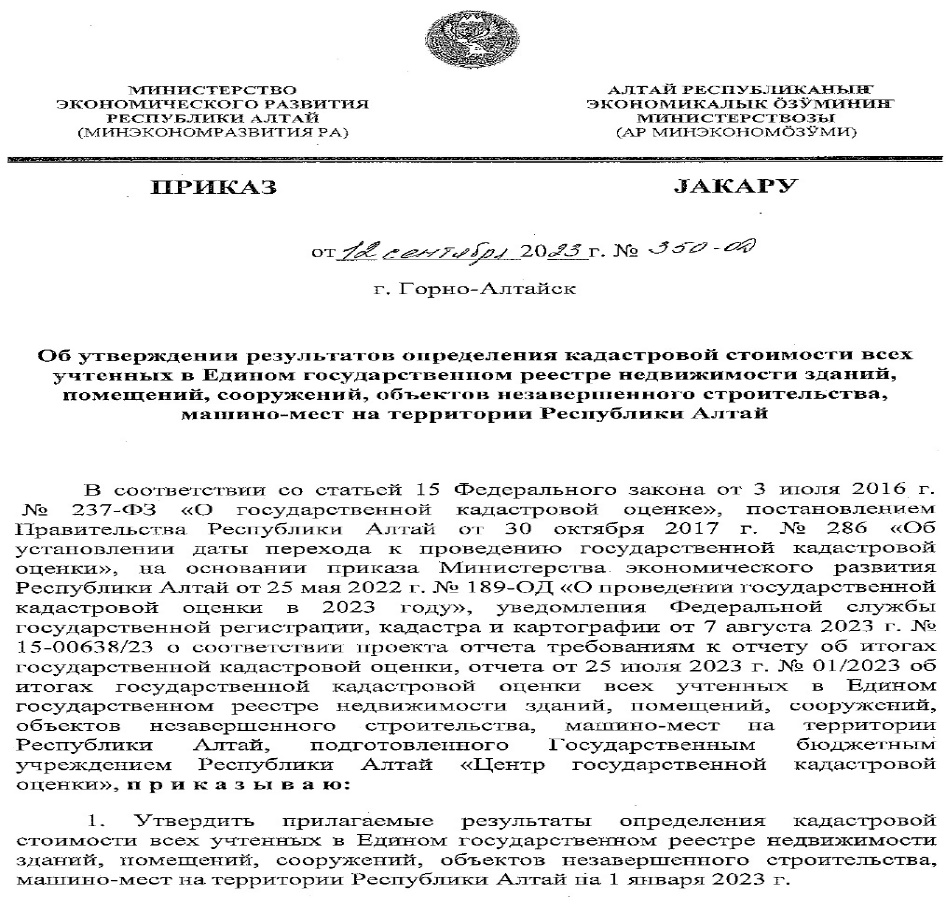 МИНИСТЕРСТВО
ЭКОНОМИЧЕСКОГО РАЗВИТИЯ
РЕСПУБЛИКИ АЛТАЙ
(МИНЭКОНОМРАЗВИТИЯ РА)
АЛТАЙ РЕСПУБЛИКАНЫҤ
ЭКОНОМИКАЛЫК ӦЗӰМИНИҤ
МИНИСТЕРСТВОЗЫ
(АР МИНЭКОНОМӦЗӰМИ)
ПРИКАЗ
JАКАРУ
от 12 сентября 2023 г. № 350-ОД
г. Горно-Алтайск
Об утверждении результатов определения кадастровой стоимости всех
учтенных в Едином государственном реестре недвижимости зданий,
помещений, сооружений, объектов незавершенного строительства,
машино-мест на территории Республики Алтай
В соответствии со статьей 15 Федерального закона от 3 июля 2016 г.
№ 237-ФЗ «О государственной кадастровой оценке», постановлением
Правительства Республики Алтай от 30 октября 2017 г. № 286 «Об
установлении даты перехода к проведению государственной кадастровой
оценки», на основании приказа Министерства экономического развития
Республики Алтай от 25 мая 2022 г. № 189-ОД «О проведении государственной
кадастровой оценки в 2023 году», уведомления Федеральной службы
государственной регистрации, кадастра и картографии от 7 августа 2023 г. №
15-00638/23 о соответствии проекта отчета требованиям к отчету об итогах
государственной кадастровой оценки, отчета от 25 июля 2023 г. № 01/2023 об
итогах государственной кадастровой оценки всех учтенных в Едином
государственном реестре недвижимости зданий, помещений, сооружений,
объектов незавершенного строительства, машино-мест на территории
Республики Алтай, подготовленного Государственным бюджетным
учреждением Республики Алтай «Центр государственной кадастровой
оценки», п р и к а з ы в а ю:
1. Утвердить прилагаемые результаты определения кадастровой
стоимости всех учтенных в Едином государственном реестре недвижимости
зданий, помещений, сооружений, объектов незавершенного строительства,
машино-мест на территории Республики Алтай на 1 января 2023 г.